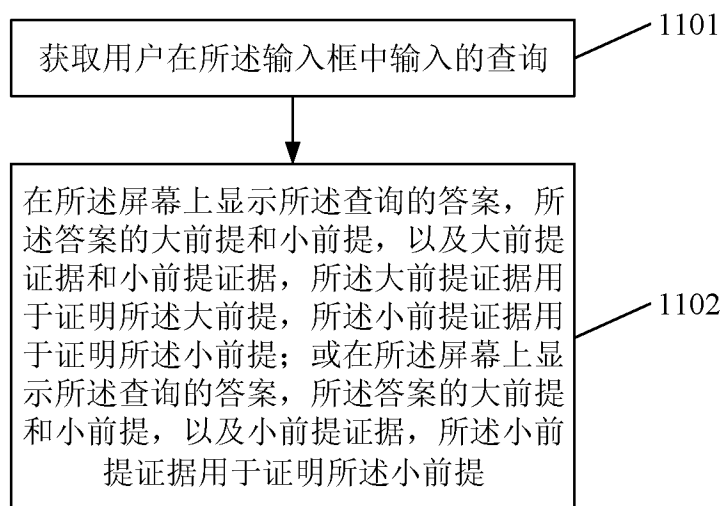 1101
获取用户在所述输入框中输入的查询
在所述屏幕上显示所述查询的答案，所
述答案的大前提和小前提，以及大前提
证据和小前提证据，所述大前提证据用
于证明所述大前提，所述小前提证据用
于证明所述小前提；或在所述屏幕上显
示所述查询的答案，所述答案的大前提
和小前提，以及小前提证据，所述小前
提证据用于证明所述小前提
1102